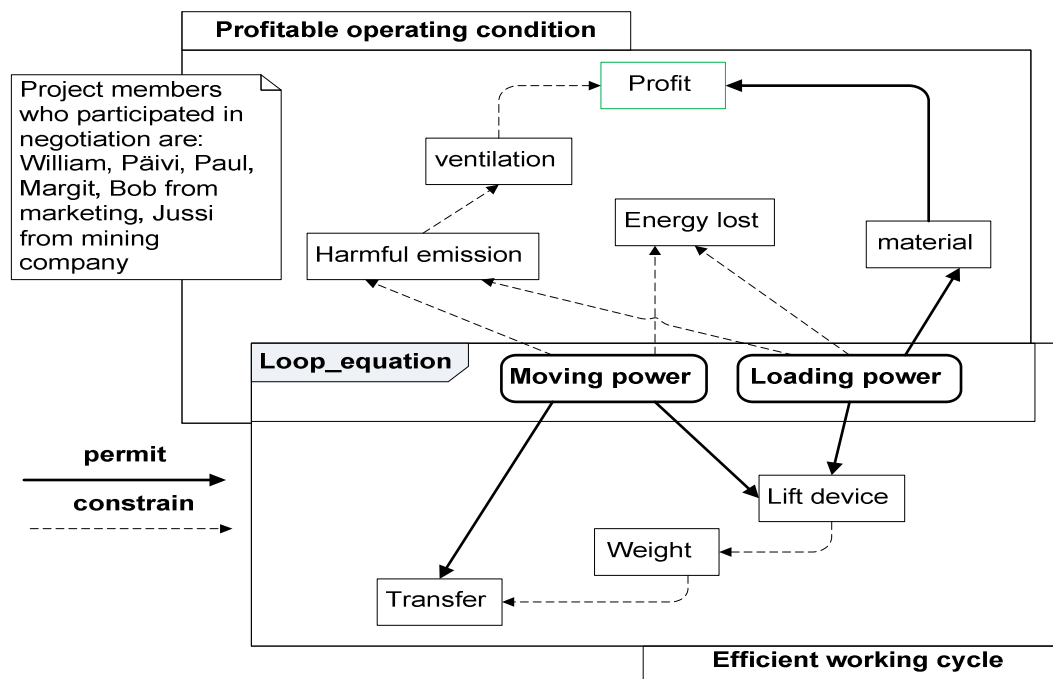 Profitable operating condition
Project members
who participated in
negotiation are:
William, Päivi, Paul,
Margit, Bob from
marketing, Jussi
from mining
company
Profit
ventilation
Energy lost
material
Harmful emission
Loop_equation
Moving power
Loading power
permit
constrain
Lift device
Weight
Transfer
Efficient working cycle